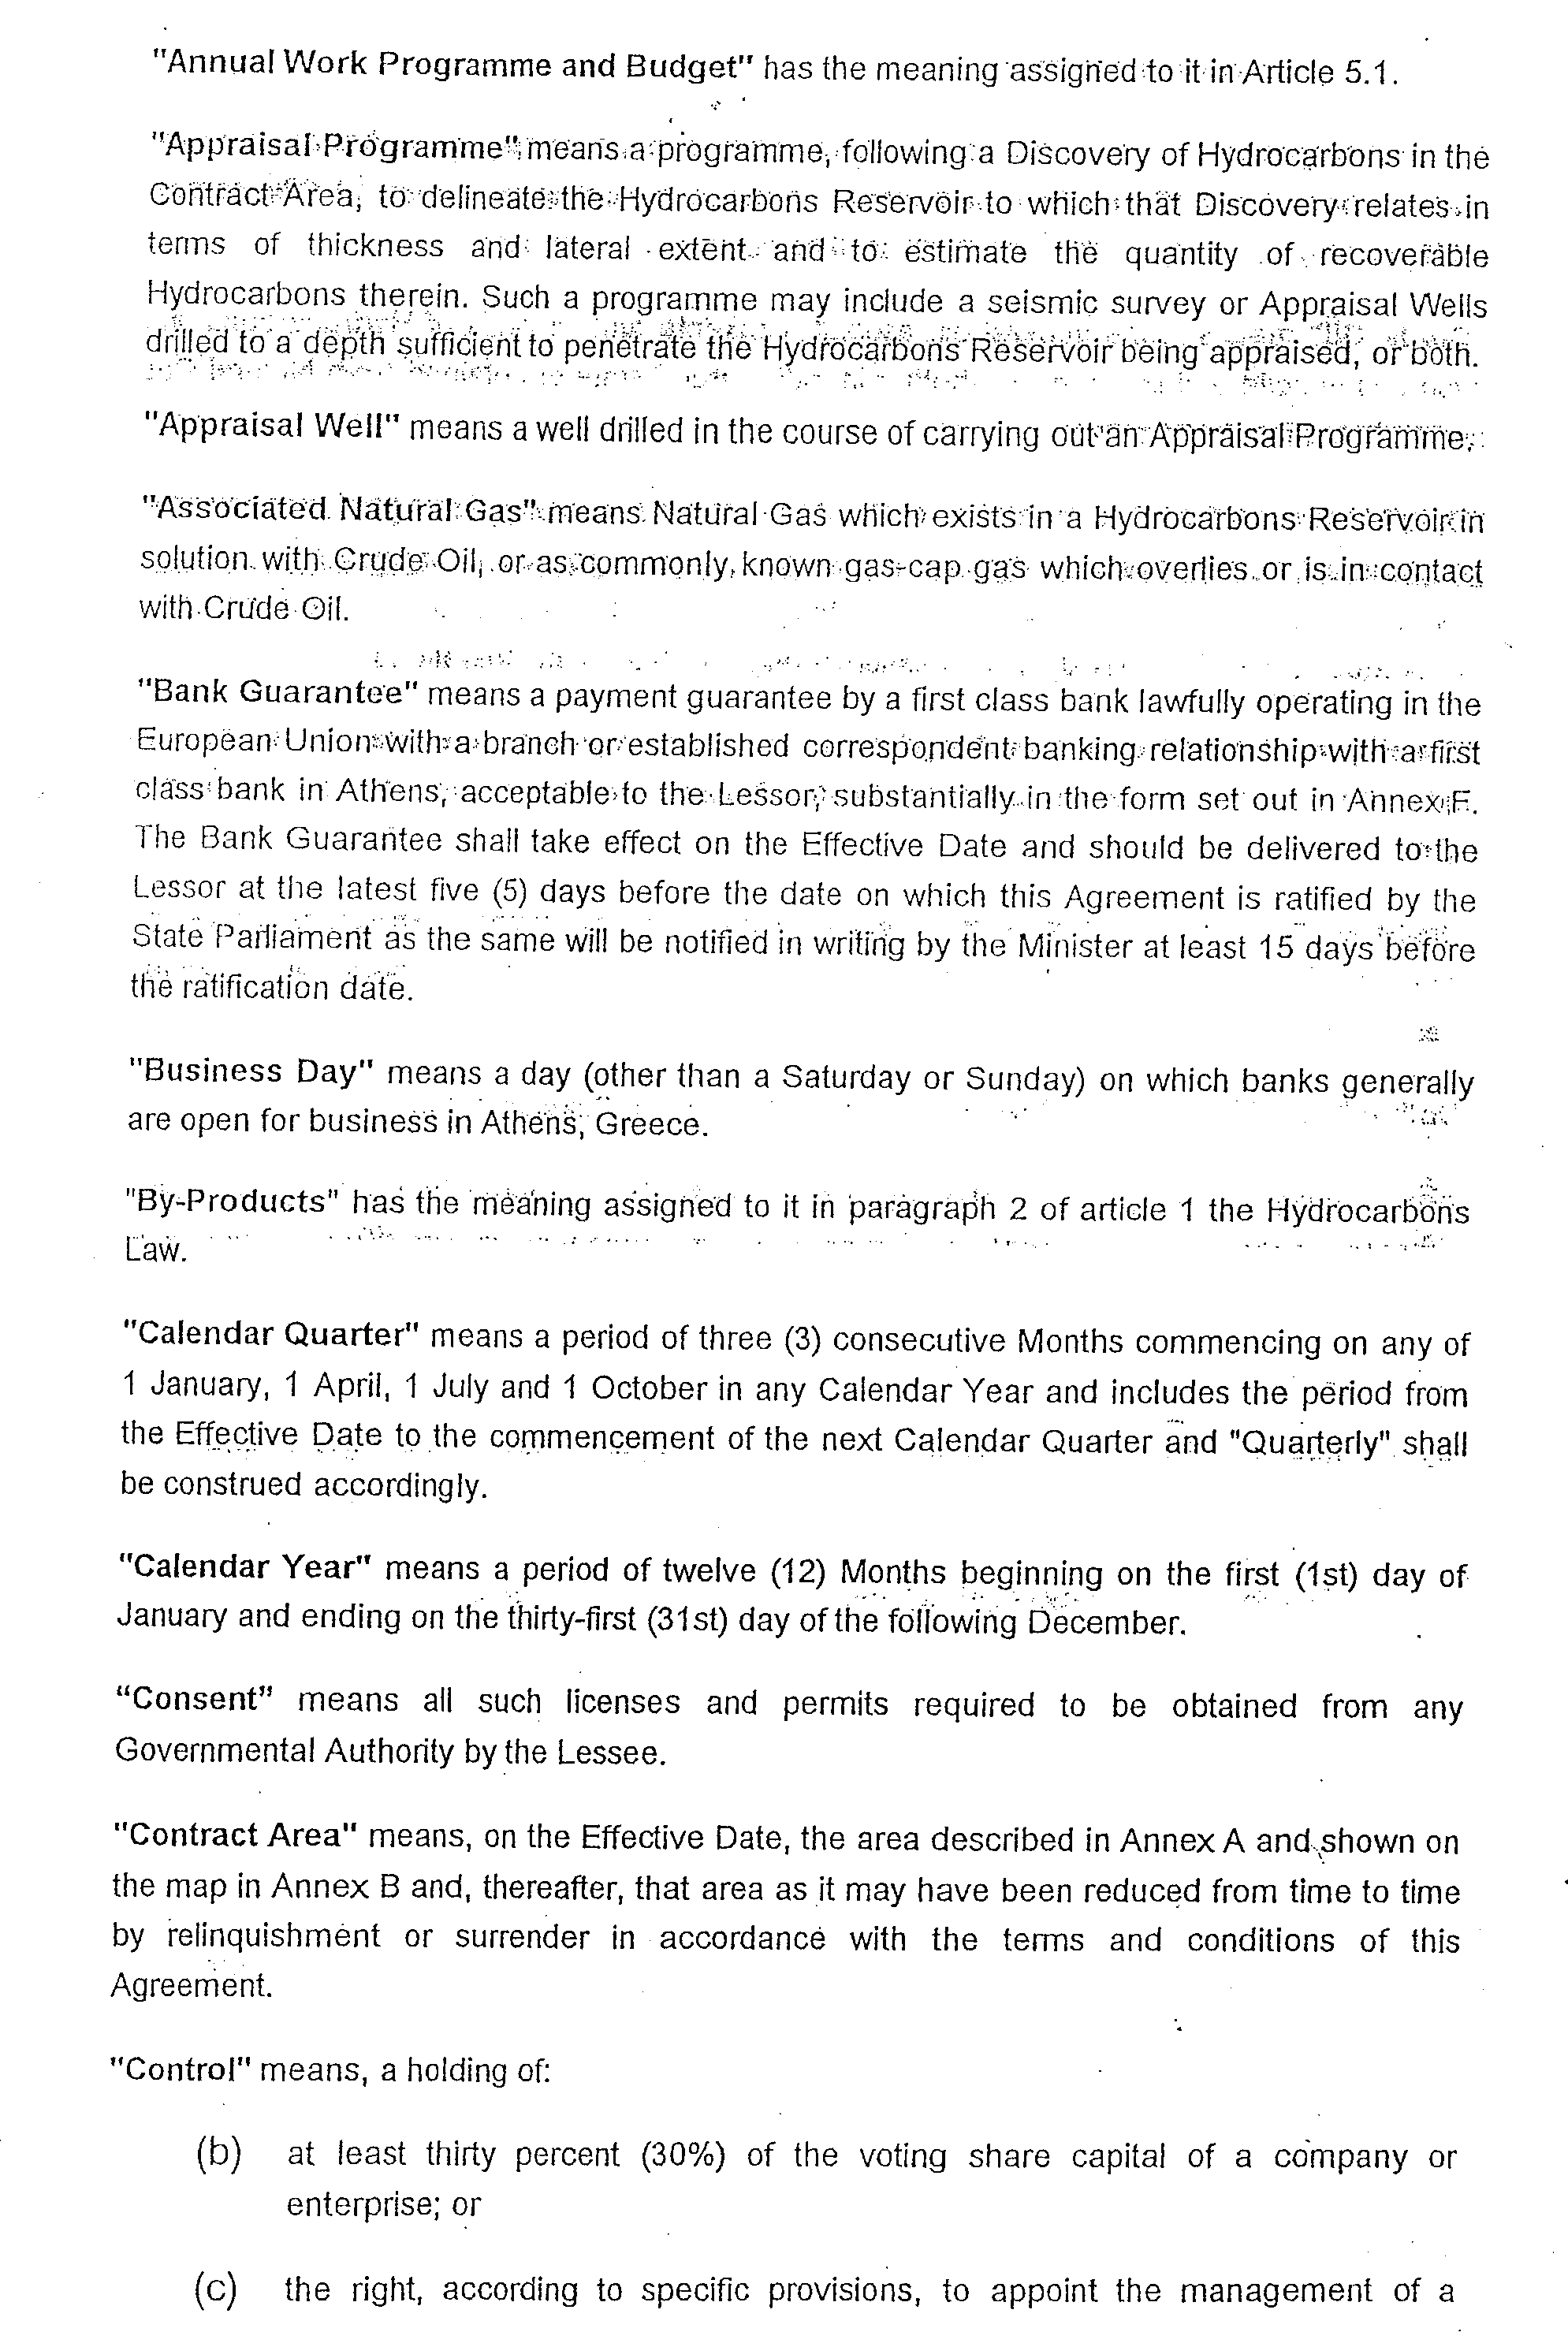 "Annual Work Programme and Budget" has the meaning assigned to it in Article 5.1.
"Appraisal Programme" means a programme, following a Discovery of Hydrocarbons in the
Contract Area, to delineate the Hydrocarbons Reservoir to which that Discovery relates in
terms of thickness and lateral extent and to estimate the quantity of recoverable
Hydrocarbons therein. Such a programme may include a seismic survey or Appraisal Wells
drilled to a depth sufficient to penetrate the Hydrocarbons Reservoir being appraised, or both.
"Appraisal Well" means a well drilled in the course of carrying out an Appraisal Programme.
"Associated Natural Gas" means Natural Gas which exists in a Hydrocarbons Reservoir in
solution with Crude Oil, or as commonly known gas-cap gas which overlies or is in contact
with Crude Oil.
"Bank Guarantee" means a payment guarantee by a first class bank lawfully operating in the
European Union with a branch or established correspondent banking relationship with a first
class bank in Athens, acceptable to the Lessor, substantially in the form set out in Annex F.
The Bank Guarantee shall take effect on the Effective Date and should be delivered to the
Lessor at the latest five (5) days before the date on which this Agreement is ratified by the
State Parliament as the same will be notified in writing by the Minister at least 15 days before
the ratification date.
"Business Day" means a day (other than a Saturday or Sunday) on which banks generally
are open for business in Athens, Greece.
"By-Products" has the meaning assigned to it in paragraph 2 of article 1 the Hydrocarbons
Law.
"Calendar Quarter" means a period of three (3) consecutive Months commencing on any of
1 January, 1 April, 1 July and 1 October in any Calendar Year and includes the period from
the Effective Date to the commencement of the next Calendar Quarter and "Quarterly" shall
be construed accordingly.
"Calendar Year" means a period of twelve (12) Months beginning on the first (1st) day of
January and ending on the thirty-first (31st) day of the following December.
"Consent" means all such licenses and permits required to be obtained from any
Governmental Authority by the Lessee.
"Contract Area" means, on the Effective Date, the area described in Annex A and shown on
the map in Annex B and, thereafter, that area as it may have been reduced from time to time
by relinquishment or surrender in accordance with the terms and conditions of this
Agreement.
"Control" means, a holding of:
(b) at least thirty percent (30%) of the voting share capital of a company or
enterprise; or
(c) the right, according to specific provisions, to appoint the management of a